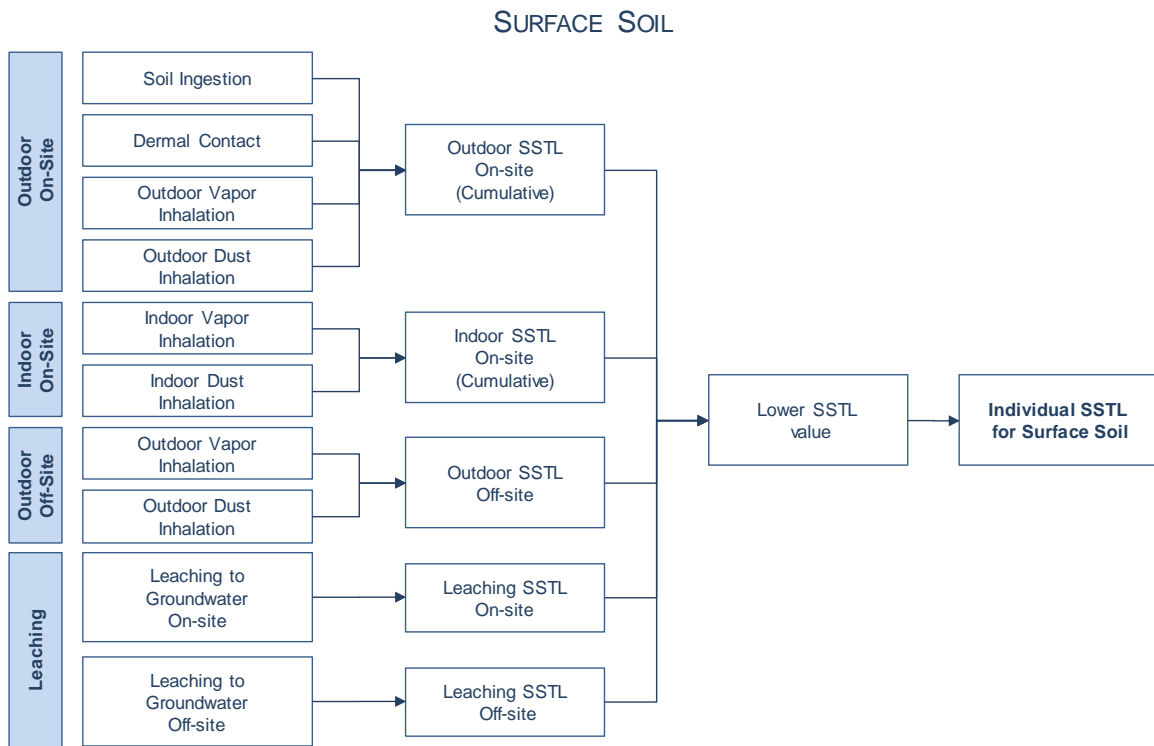 SURFACE SOIL
Outdoor
On-Site
Soil Ingestion
Dermal Contact
Outdoor Vapor
Inhalation
Outdoor Dust
Inhalation
Outdoor SSTL
On-site
(Cumulative)
Indoor
On-Site
Indoor Vapor
Inhalation
Indoor Dust
Inhalation
Indoor SSTL
On-site
(Cumulative)
Outdoor
Off-Site
Outdoor Vapor
Inhalation
Outdoor Dust
Inhalation
Outdoor SSTL
Off-site
Leaching
Leaching to
Groundwater
On-site
Leaching SSTL
On-site
Leaching to
Groundwater
Off-site
Leaching SSTL
Off-site
Lower SSTL
value
Individual SSTL
for Surface Soil